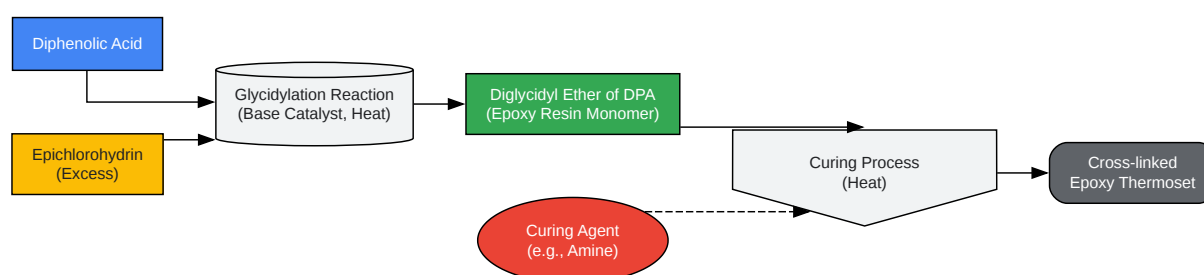 Diphenolic Acid
Epichlorohydrin
(Excess)
Glycidylation Reaction
(Base Catalyst, Heat)
Diglycidyl Ether of DPA
(Epoxy Resin Monomer)
Curing Agent
(e.g., Amine)
Curing Process
(Heat)
Cross-linked
Epoxy Thermoset